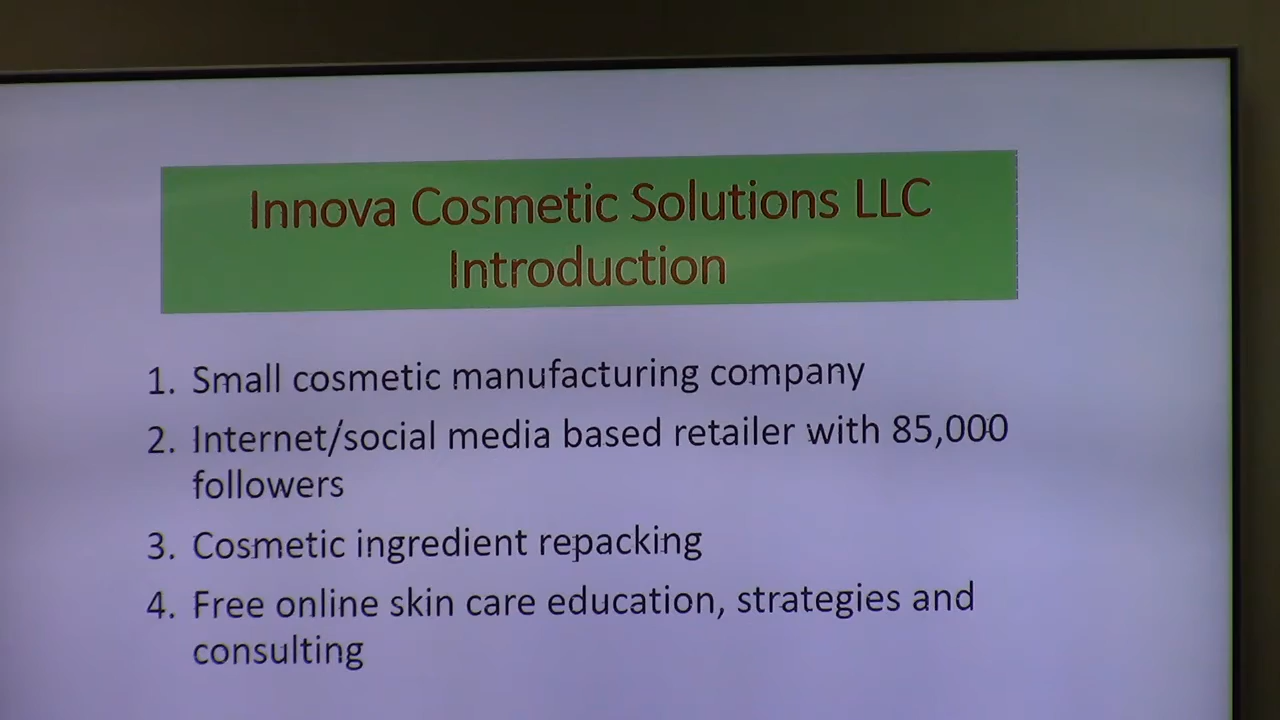 Innova Cosmetic Solutions LLC
Introduction
1. Small cosmetic manufacturing company
2. Internet/social media based retailer with 85,000
followers
3. Cosmetic ingredient repacking
4. Free online skin care education, strategies and
consulting